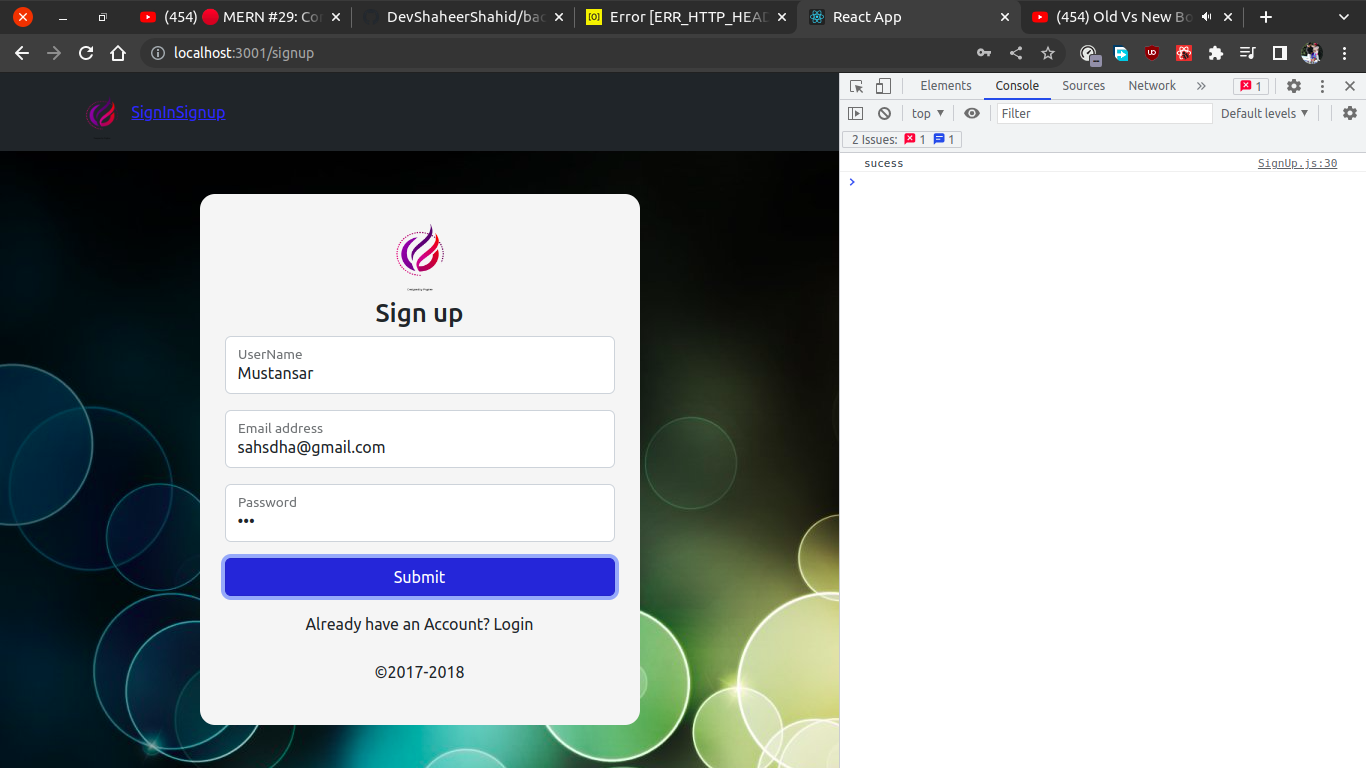 (454) 🔴 MERN #29: Cor
DevShaheerShahid/bac
Error [ERR_HTTP_HEAD
React App
(454) Old Vs New Bo
localhost:3001/signup
SignInSignup
Elements
Console
Sources
Network
1
top
Filter
Default levels
2 Issues: 1 1
sucess
SignUp.js:30
Sign up
UserName
Mustansar
Email address
sahsdha@gmail.com
Password
•••
Submit
Already have an Account? Login
©2017-2018